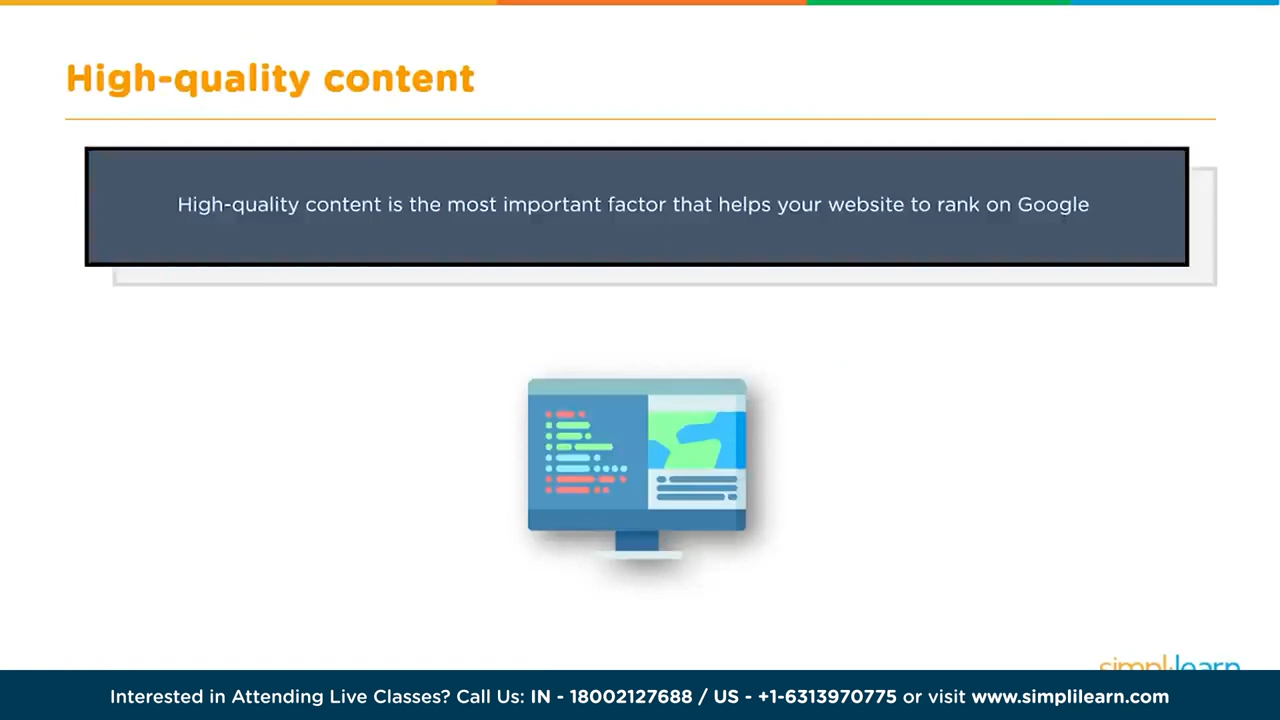 High-quality content
High-quality content is the most important factor that helps your website to rank on Google
simplilearn
Interested in Attending Live Classes? Call Us: IN - 18002127688 / US - +1-6313970775 or visit www.simplilearn.com